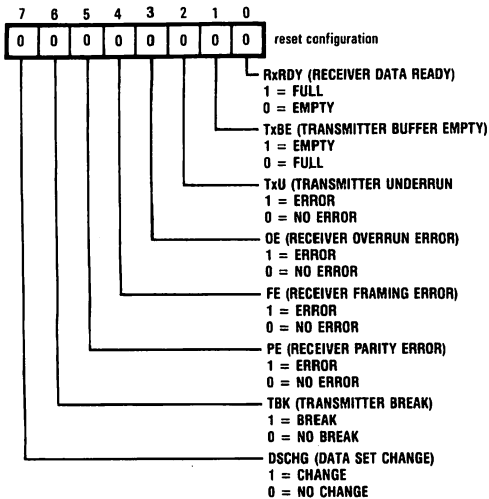 7 6 5 4 3 2 1 0
0 0 0 0 0 0 0 0 reset configuration
RxRDY (RECEIVER DATA READY)
1 = FULL
0 = EMPTY
TxBE (TRANSMITTER BUFFER EMPTY)
1 = EMPTY
0 = FULL
TxU (TRANSMITTER UNDERRUN
1 = ERROR
0 = NO ERROR
OE (RECEIVER OVERRUN ERROR)
1 = ERROR
0 = NO ERROR
FE (RECEIVER FRAMING ERROR)
1 = ERROR
0 = NO ERROR
PE (RECEIVER PARITY ERROR)
1 = ERROR
0 = NO ERROR
TBK (TRANSMITTER BREAK)
1 = BREAK
0 = NO BREAK
DSCHG (DATA SET CHANGE)
1 = CHANGE
0 = NO CHANGE